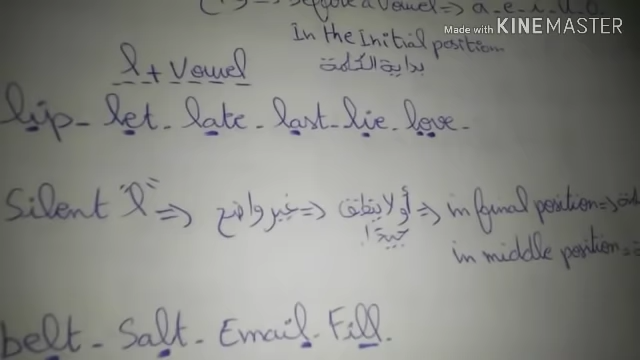 before a Vowel => a-e-i-u-o
Made with KINEMASTER
In the Initial position
بداية الكلمة
l + Vowel
lip - let - late - last - lie - love -
Silent "l" => غير واضح <= أو لا ينطق <= in final position =>
جيدا!
in middle position =
belt - Salt - Email - Fill.